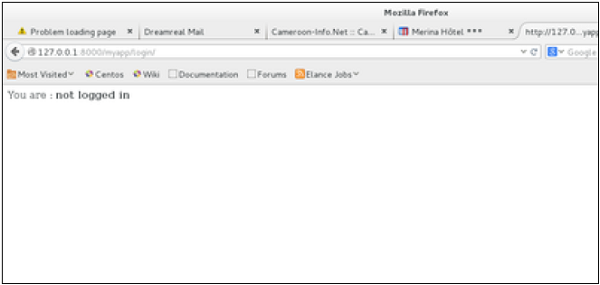 Mozilla Firefox
Problem loading page × Dreamreal Mail × Cameroon-Info.Net :: Ca... × Merina Hôtel *** × http://127.0...yapp
127.0.0.1:8000/myapp/login/ Google
Most Visited Centos Wiki Documentation Forums Elance Jobs
You are : not logged in